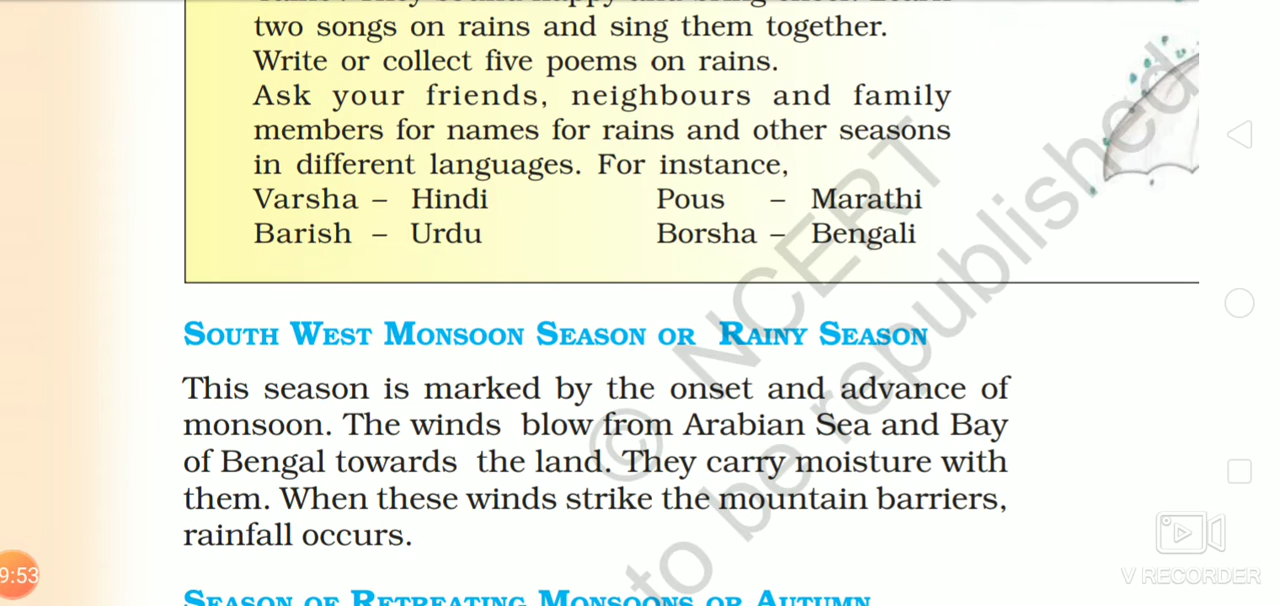 two songs on rains and sing them together.
Write or collect five poems on rains.
Ask your friends, neighbours and family
members for names for rains and other seasons
in different languages. For instance,
Varsha – Hindi Pous – Marathi
Barish – Urdu Borsha – Bengali
SOUTH WEST MONSOON SEASON OR RAINY SEASON
This season is marked by the onset and advance of
monsoon. The winds blow from Arabian Sea and Bay
of Bengal towards the land. They carry moisture with
them. When these winds strike the mountain barriers,
rainfall occurs.
SEASON OF RETREATING MONSOONS OR AUTUMN
© NCERT
to be republished
9:53
V RECORDER